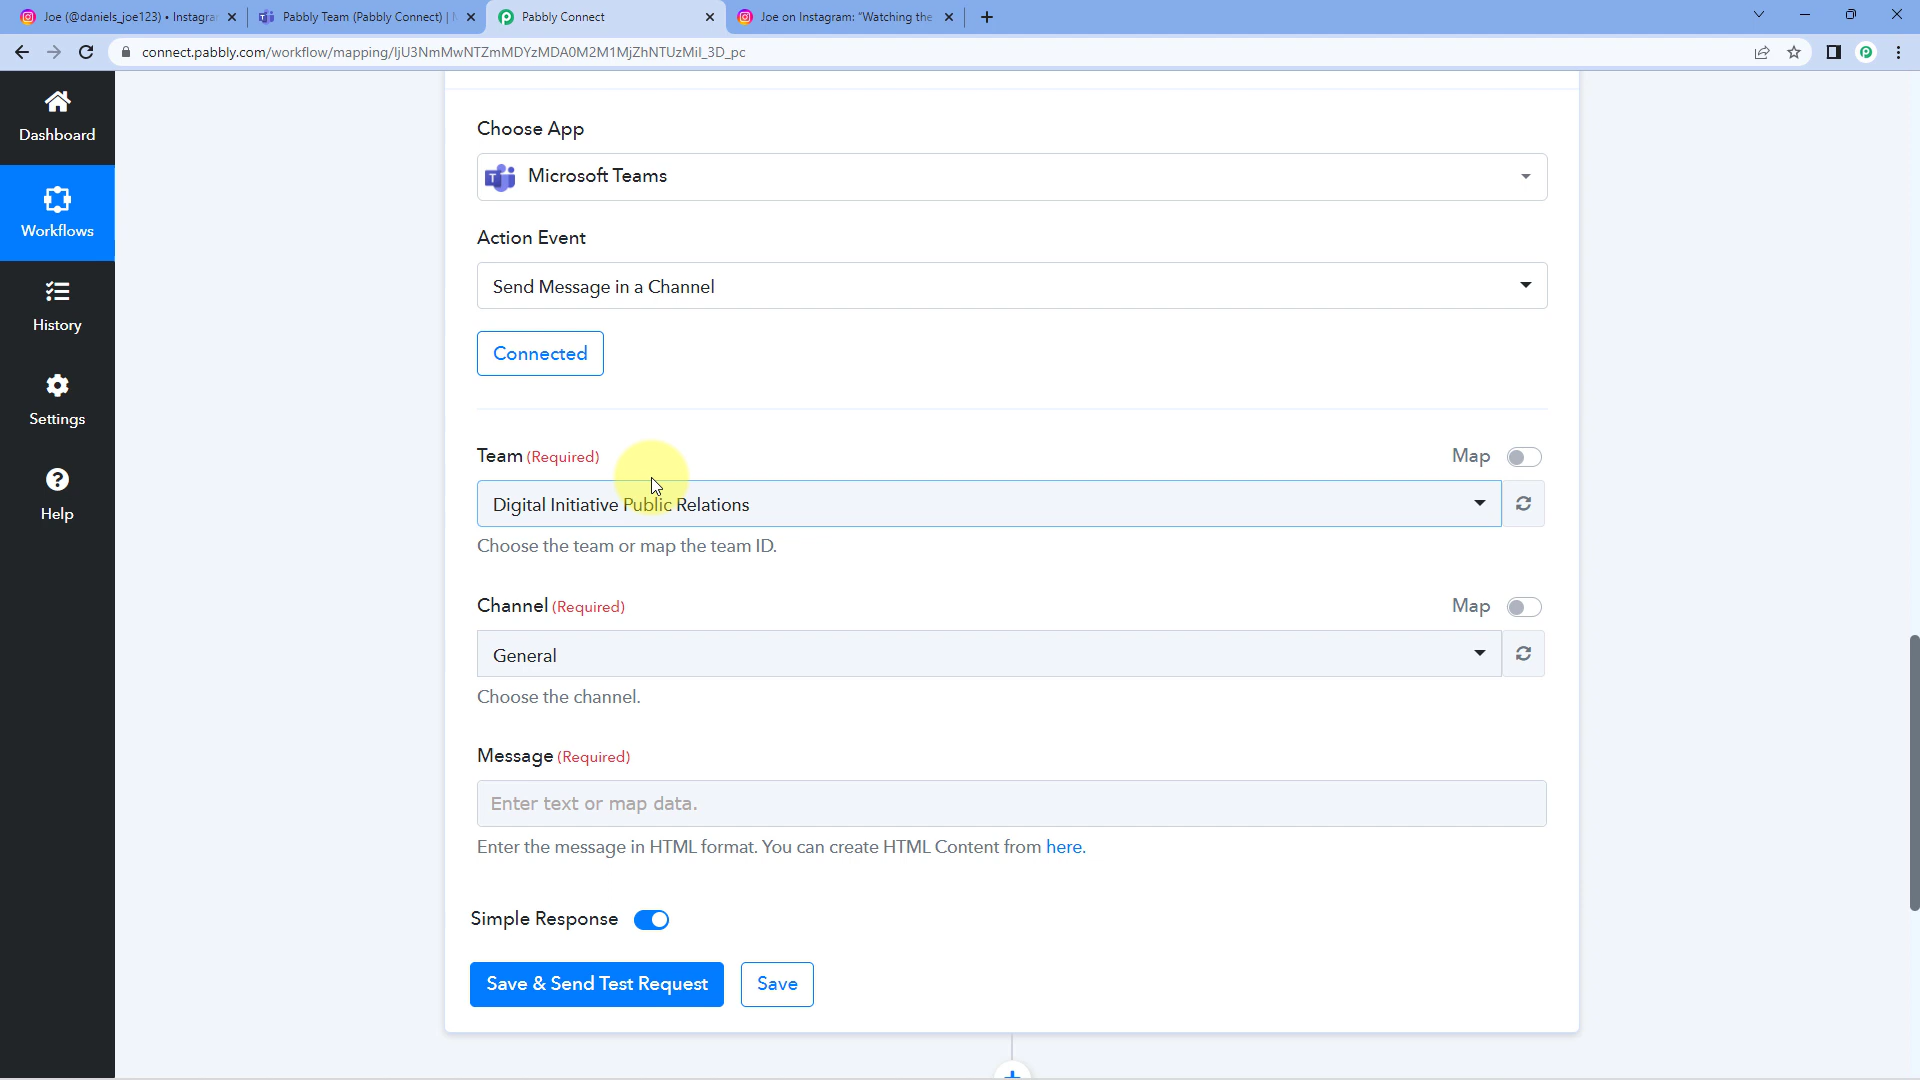 Joe (@daniels_joe123) • Instagra
Pabbly Team (Pabbly Connect) |
Pabbly Connect
Joe on Instagram: "Watching the
connect.pabbly.com/workflow/mapping/IjU3NmMwNTZmMDYzMDA0M2M1MjZhNTUzMiI_3D_pc
Dashboard
Workflows
History
Settings
Help
Choose App
Microsoft Teams
Action Event
Send Message in a Channel
Connected
Team (Required)
Map
Digital Initiative Public Relations
Choose the team or map the team ID.
Channel (Required)
Map
General
Choose the channel.
Message (Required)
Enter text or map data.
Enter the message in HTML format. You can create HTML Content from here.
Simple Response
Save & Send Test Request
Save